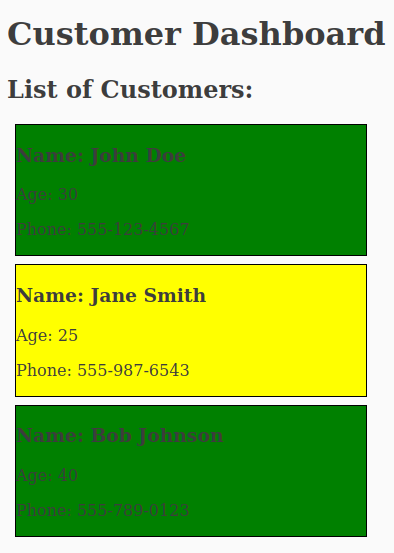 Customer Dashboard
List of Customers:
Name: John Doe
Age: 30
Phone: 555-123-4567
Name: Jane Smith
Age: 25
Phone: 555-987-6543
Name: Bob Johnson
Age: 40
Phone: 555-789-0123